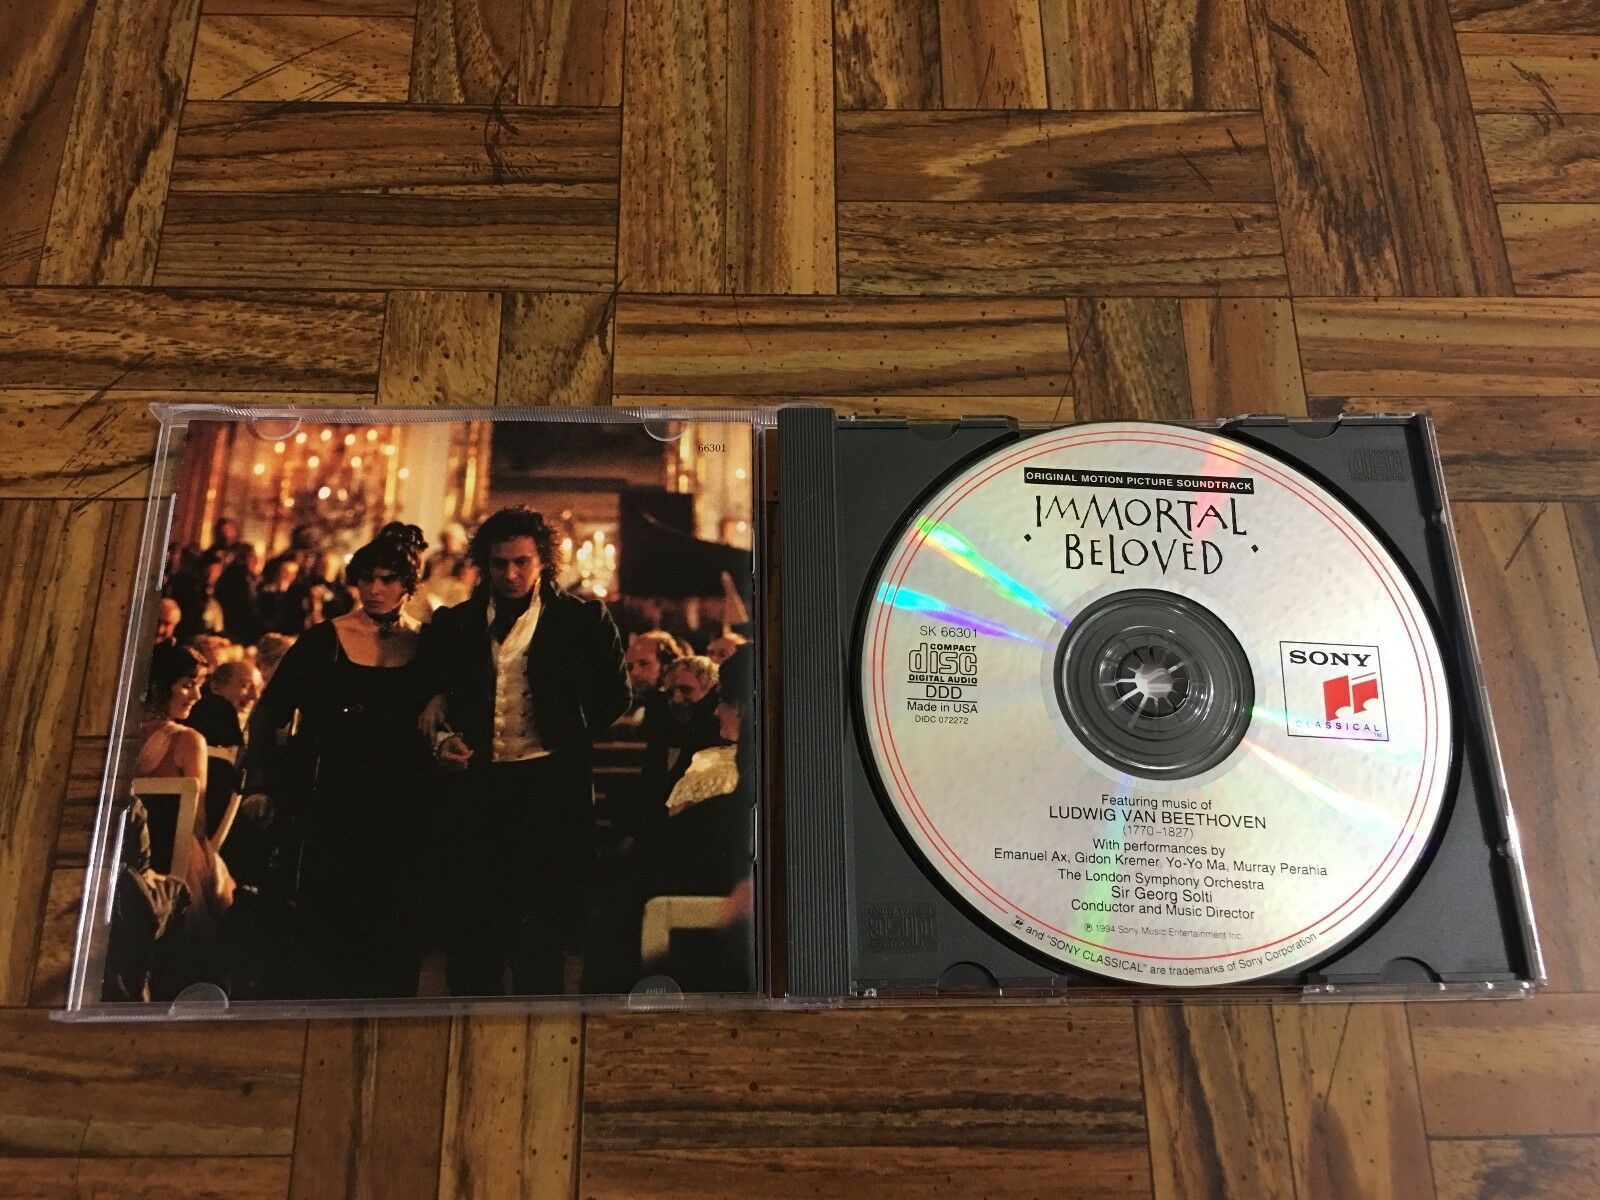 66301
ORIGINAL MOTION PICTURE SOUNDTRACK
IMMORTAL
BELOVED
SK 66301
COMPACT
disc
DIGITAL AUDIO
DDD
Made in USA
DIDC 072272
SONY
CLASSICAL
TM
Featuring music of
LUDWIG VAN BEETHOVEN
(1770–1827)
With performances by
Emanuel Ax, Gidon Kremer, Yo-Yo Ma, Murray Perahia
The London Symphony Orchestra
Sir Georg Solti
Conductor and Music Director
℗ 1994 Sony Music Entertainment Inc.
and "SONY CLASSICAL" are trademarks of Sony Corporation
disc